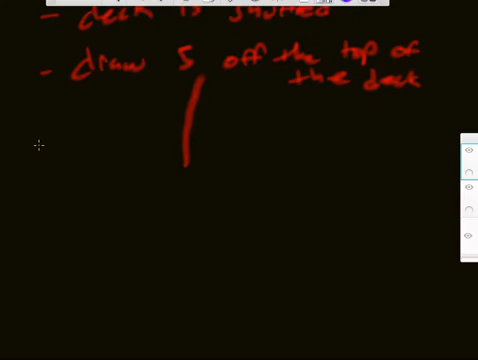 - deck is shuffled
- draw 5 off the top of
the deck